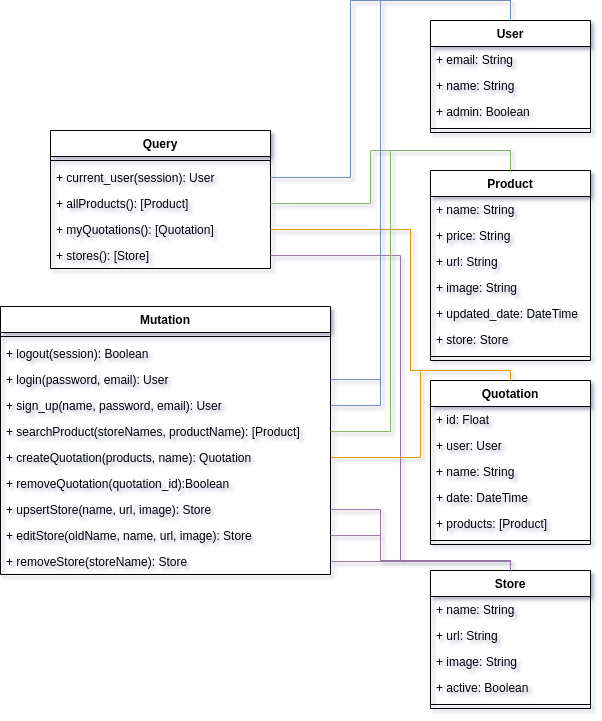 User
+ email: String
+ name: String
+ admin: Boolean
Query
+ current_user(session): User
+ allProducts(): [Product]
+ myQuotations(): [Quotation]
+ stores(): [Store]
Product
+ name: String
+ price: String
+ url: String
+ image: String
+ updated_date: DateTime
+ store: Store
Mutation
+ logout(session): Boolean
+ login(password, email): User
+ sign_up(name, password, email): User
+ searchProduct(storeNames, productName): [Product]
+ createQuotation(products, name): Quotation
+ removeQuotation(quotation_id):Boolean
+ upsertStore(name, url, image): Store
+ editStore(oldName, name, url, image): Store
+ removeStore(storeName): Store
Quotation
+ id: Float
+ user: User
+ name: String
+ date: DateTime
+ products: [Product]
Store
+ name: String
+ url: String
+ image: String
+ active: Boolean